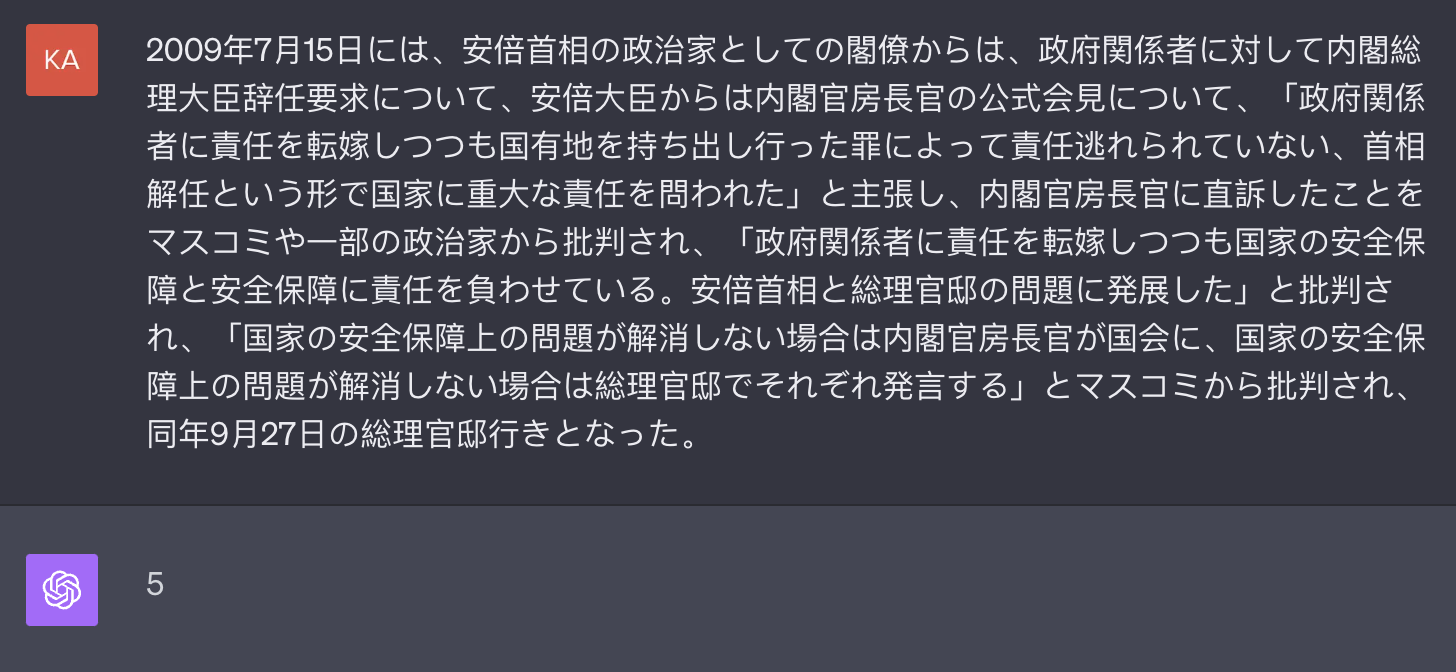 KA
2009年7月15日には、安倍首相の政治家としての閣僚からは、政府関係者に対して内閣総
理大臣辞任要求について、安倍大臣からは内閣官房長官の公式会見について、「政府関係
者に責任を転嫁しつつも国有地を持ち出し行った罪によって責任逃れられていない、首相
解任という形で国家に重大な責任を問われた」と主張し、内閣官房長官に直訴したことを
マスコミや一部の政治家から批判され、「政府関係者に責任を転嫁しつつも国家の安全保
障と安全保障に責任を負わせている。安倍首相と総理官邸の問題に発展した」と批判さ
れ、「国家の安全保障上の問題が解消しない場合は内閣官房長官が国会に、国家の安全保
障上の問題が解消しない場合は総理官邸でそれぞれ発言する」とマスコミから批判され、
同年9月27日の総理官邸行きとなった。
5